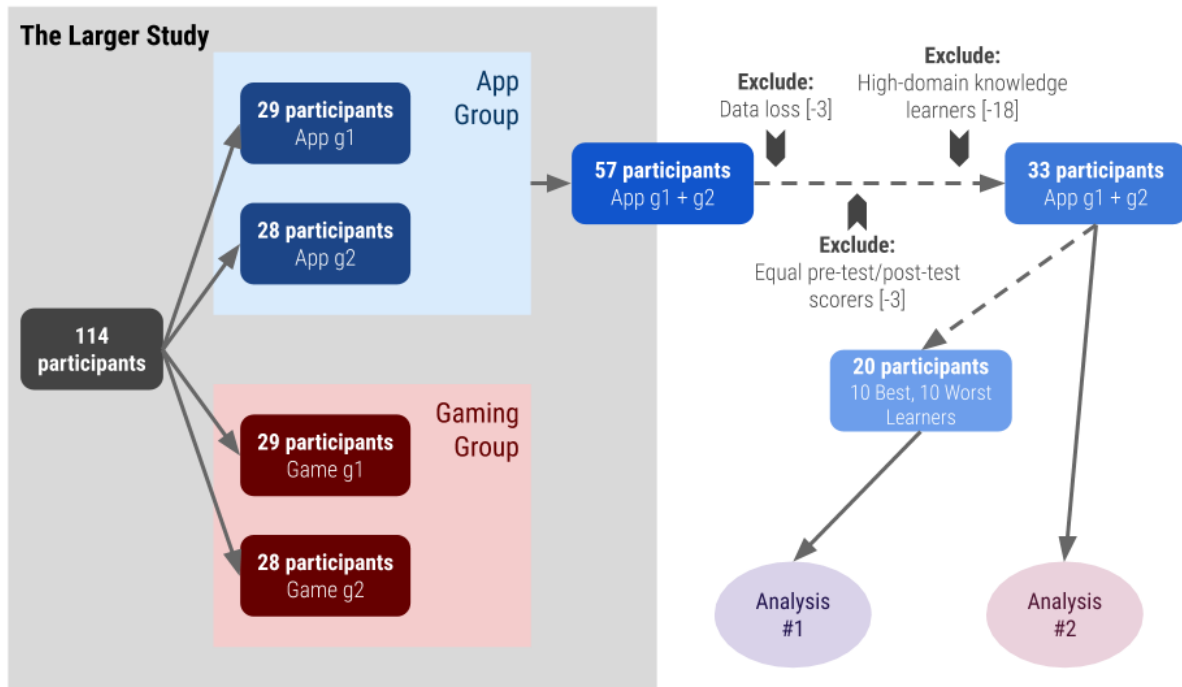 The Larger Study
App
Group
29 participants
App g1
28 participants
App g2
114
participants
Gaming
Group
29 participants
Game g1
28 participants
Game g2
57 participants
App g1 + g2
Exclude:
Data loss [-3]
Exclude:
High-domain knowledge
learners [-18]
Exclude:
Equal pre-test/post-test
scorers [-3]
33 participants
App g1 + g2
20 participants
10 Best, 10 Worst
Learners
Analysis
#1
Analysis
#2